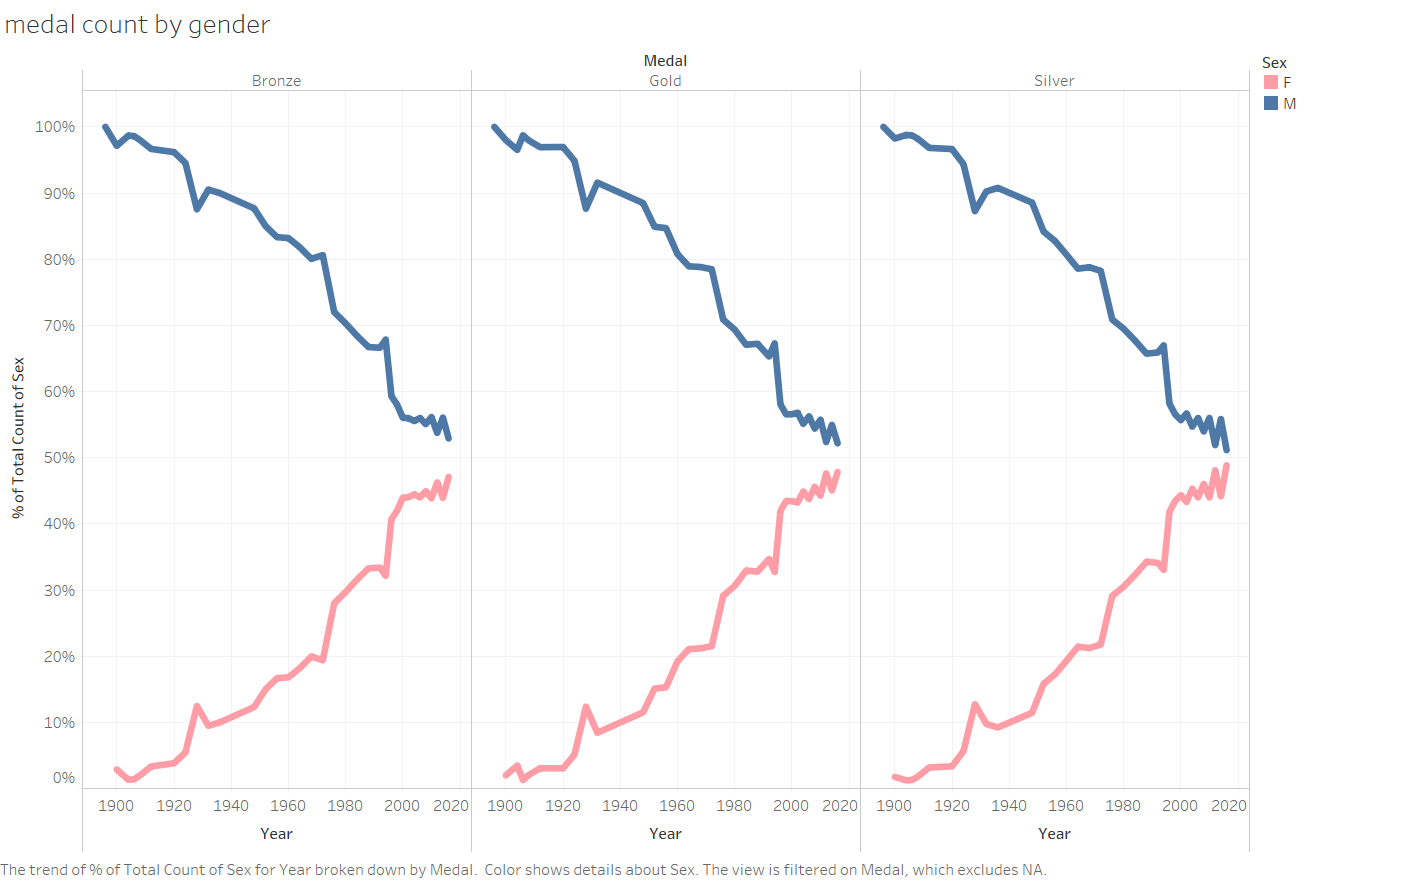 medal count by gender
Medal
Bronze Gold Silver
Sex
F
M
% of Total Count of Sex
100%
90%
80%
70%
60%
50%
40%
30%
20%
10%
0%
1900 1920 1940 1960 1980 2000 2020 1900 1920 1940 1960 1980 2000 2020 1900 1920 1940 1960 1980 2000 2020
Year Year Year
The trend of % of Total Count of Sex for Year broken down by Medal. Color shows details about Sex. The view is filtered on Medal, which excludes NA.